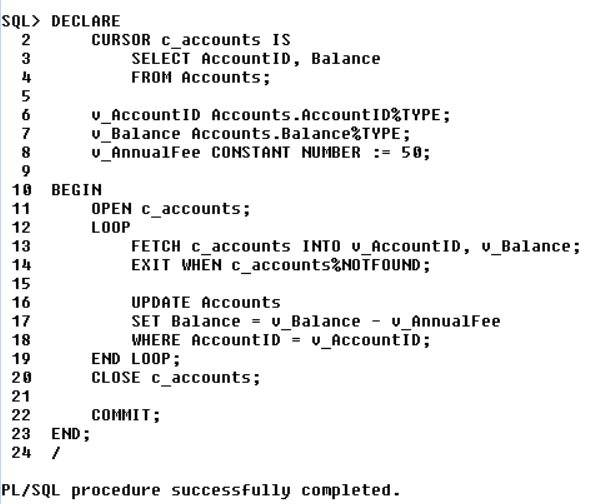 SQL> DECLARE
  2      CURSOR c_accounts IS
  3          SELECT AccountID, Balance
  4          FROM Accounts;
  5
  6      v_AccountID Accounts.AccountID%TYPE;
  7      v_Balance Accounts.Balance%TYPE;
  8      v_AnnualFee CONSTANT NUMBER := 50;
  9
 10  BEGIN
 11      OPEN c_accounts;
 12      LOOP
 13          FETCH c_accounts INTO v_AccountID, v_Balance;
 14          EXIT WHEN c_accounts%NOTFOUND;
 15
 16          UPDATE Accounts
 17          SET Balance = v_Balance - v_AnnualFee
 18          WHERE AccountID = v_AccountID;
 19      END LOOP;
 20      CLOSE c_accounts;
 21
 22      COMMIT;
 23  END;
 24  /
PL/SQL procedure successfully completed.